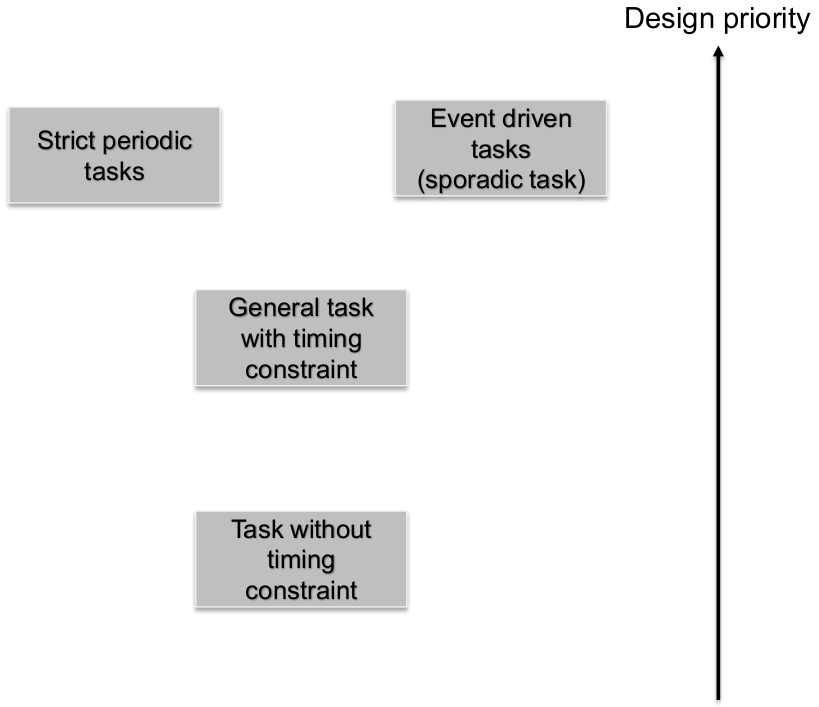 Design priority
Strict periodic
tasks
Event driven
tasks
(sporadic task)
General task
with timing
constraint
Task without
timing
constraint